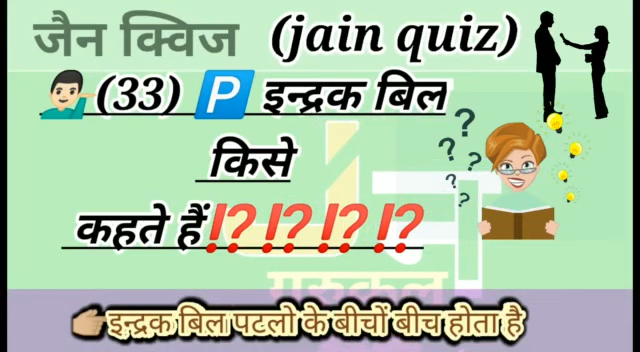 जैन क्विज (jain quiz)
💁🏻‍♂️(33) 🅿 इन्द्रक बिल
किसे
कहते हैं⁉️⁉️⁉️⁉️
गुरुकुल
👉🏼इन्द्रक बिल पटलो के बीचों बीच होता है